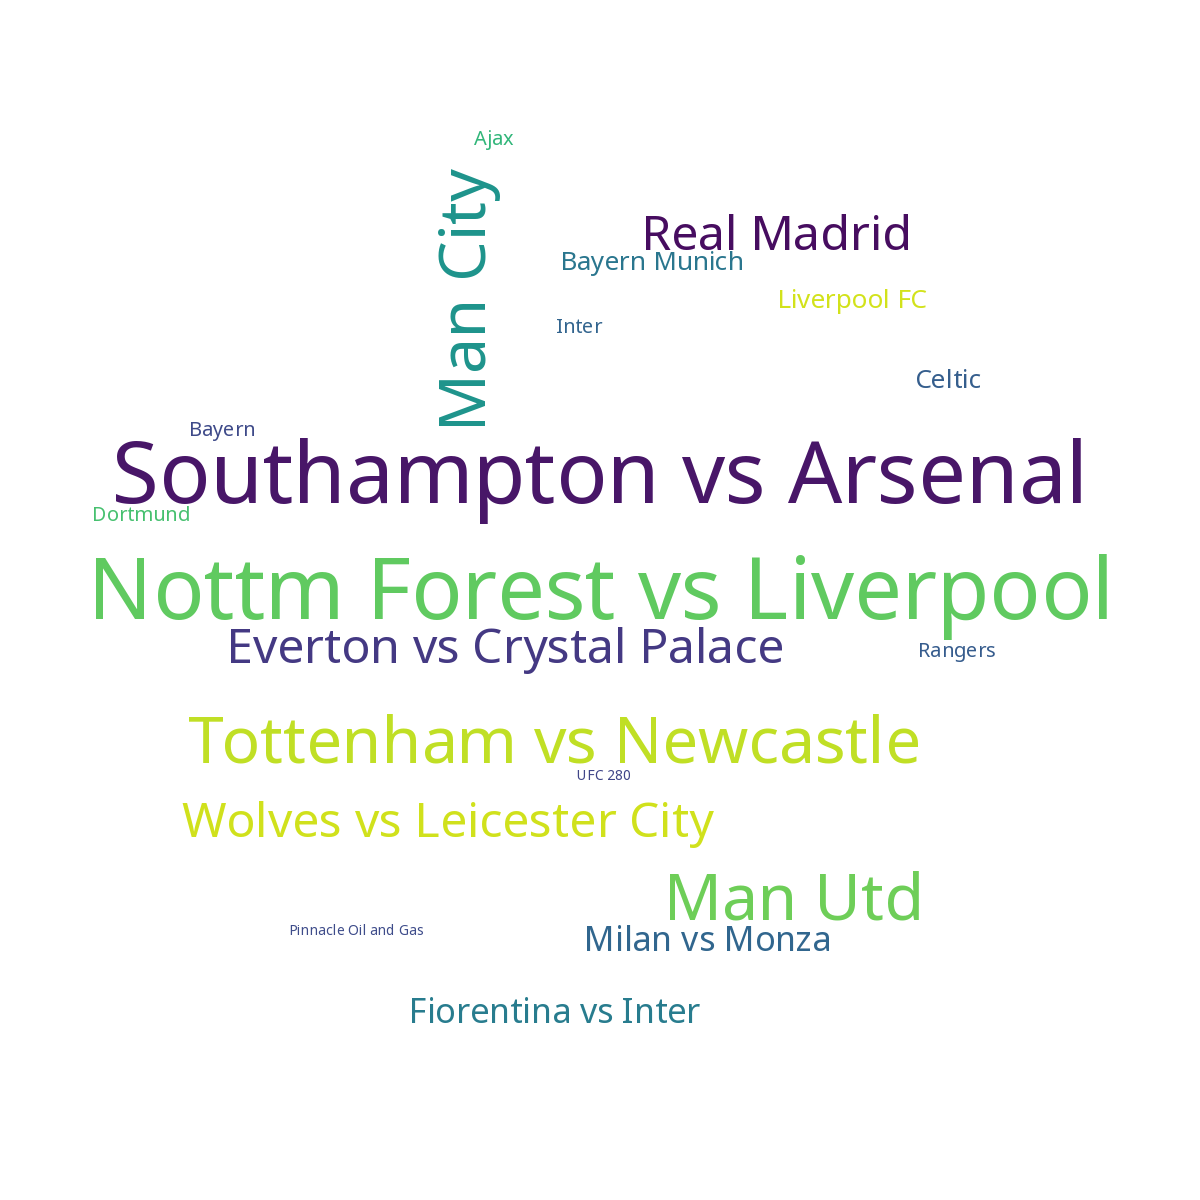 Ajax
Man City
Real Madrid
Bayern Munich
Liverpool FC
Inter
Celtic
Bayern
Southampton vs Arsenal
Dortmund
Nottm Forest vs Liverpool
Everton vs Crystal Palace
Rangers
Tottenham vs Newcastle
UFC 280
Wolves vs Leicester City
Man Utd
Pinnacle Oil and Gas
Milan vs Monza
Fiorentina vs Inter